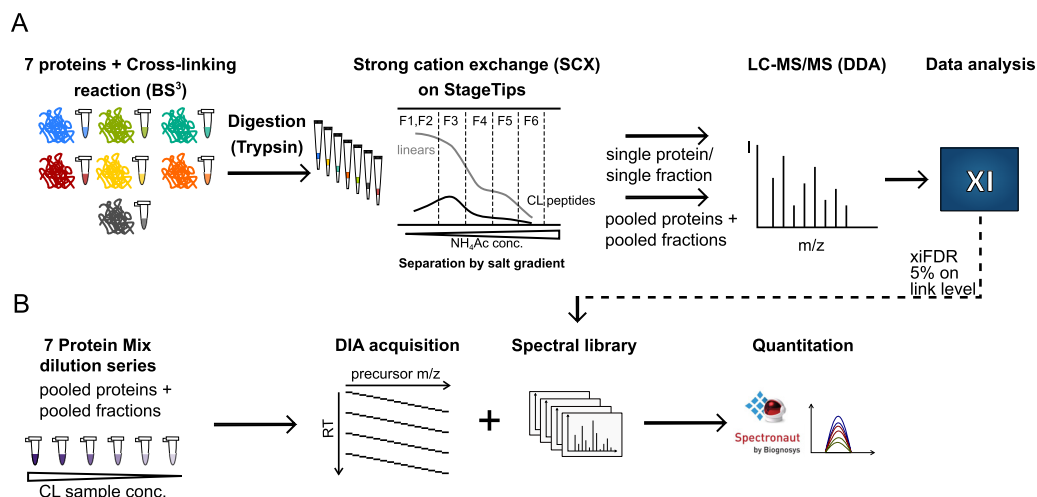 A
7 proteins + Cross-linking
reaction (BS³)
Digestion
(Trypsin)
Strong cation exchange (SCX)
on StageTips
F1,F2 F3 F4 F5 F6
linears
CL peptides
NH₄Ac conc.
Separation by salt gradient
single protein/
single fraction
pooled proteins +
pooled fractions
LC-MS/MS (DDA)
I
m/z
Data analysis
XI
xiFDR
5% on
link level
B
7 Protein Mix
dilution series
pooled proteins +
pooled fractions
CL sample conc.
DIA acquisition
precursor m/z
RT
+
Spectral library
Quantitation
Spectronaut
by Biognosys